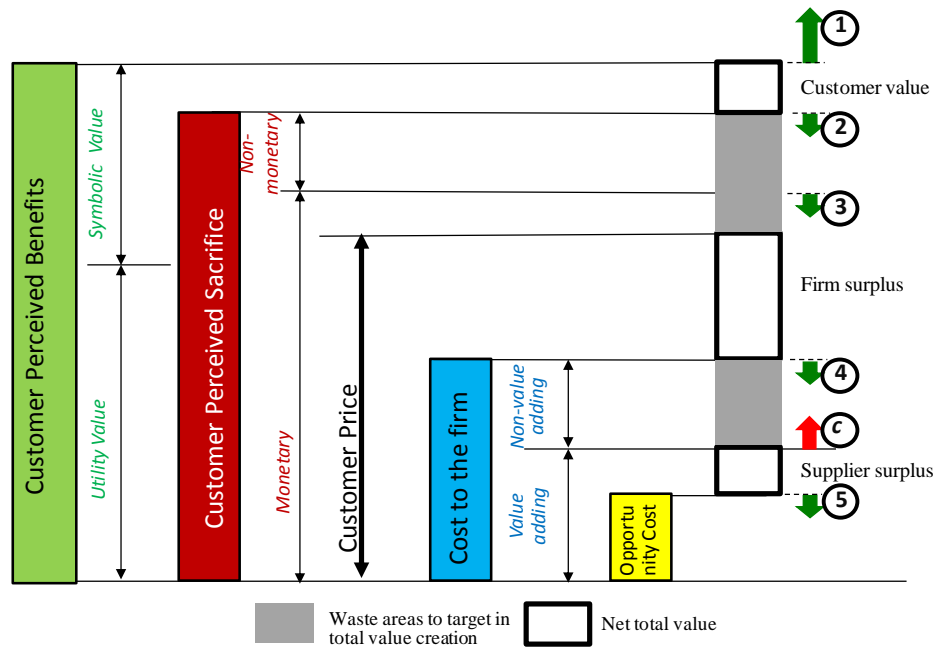 Customer Perceived Benefits
Symbolic Value
Utility Value
Customer Perceived Sacrifice
Non-
monetary
Monetary
Customer Price
Cost to the firm
Non-value
adding
Value
adding
Opportu
nity Cost
1
Customer value
2
3
Firm surplus
4
c
Supplier surplus
5
Waste areas to target in
total value creation
Net total value